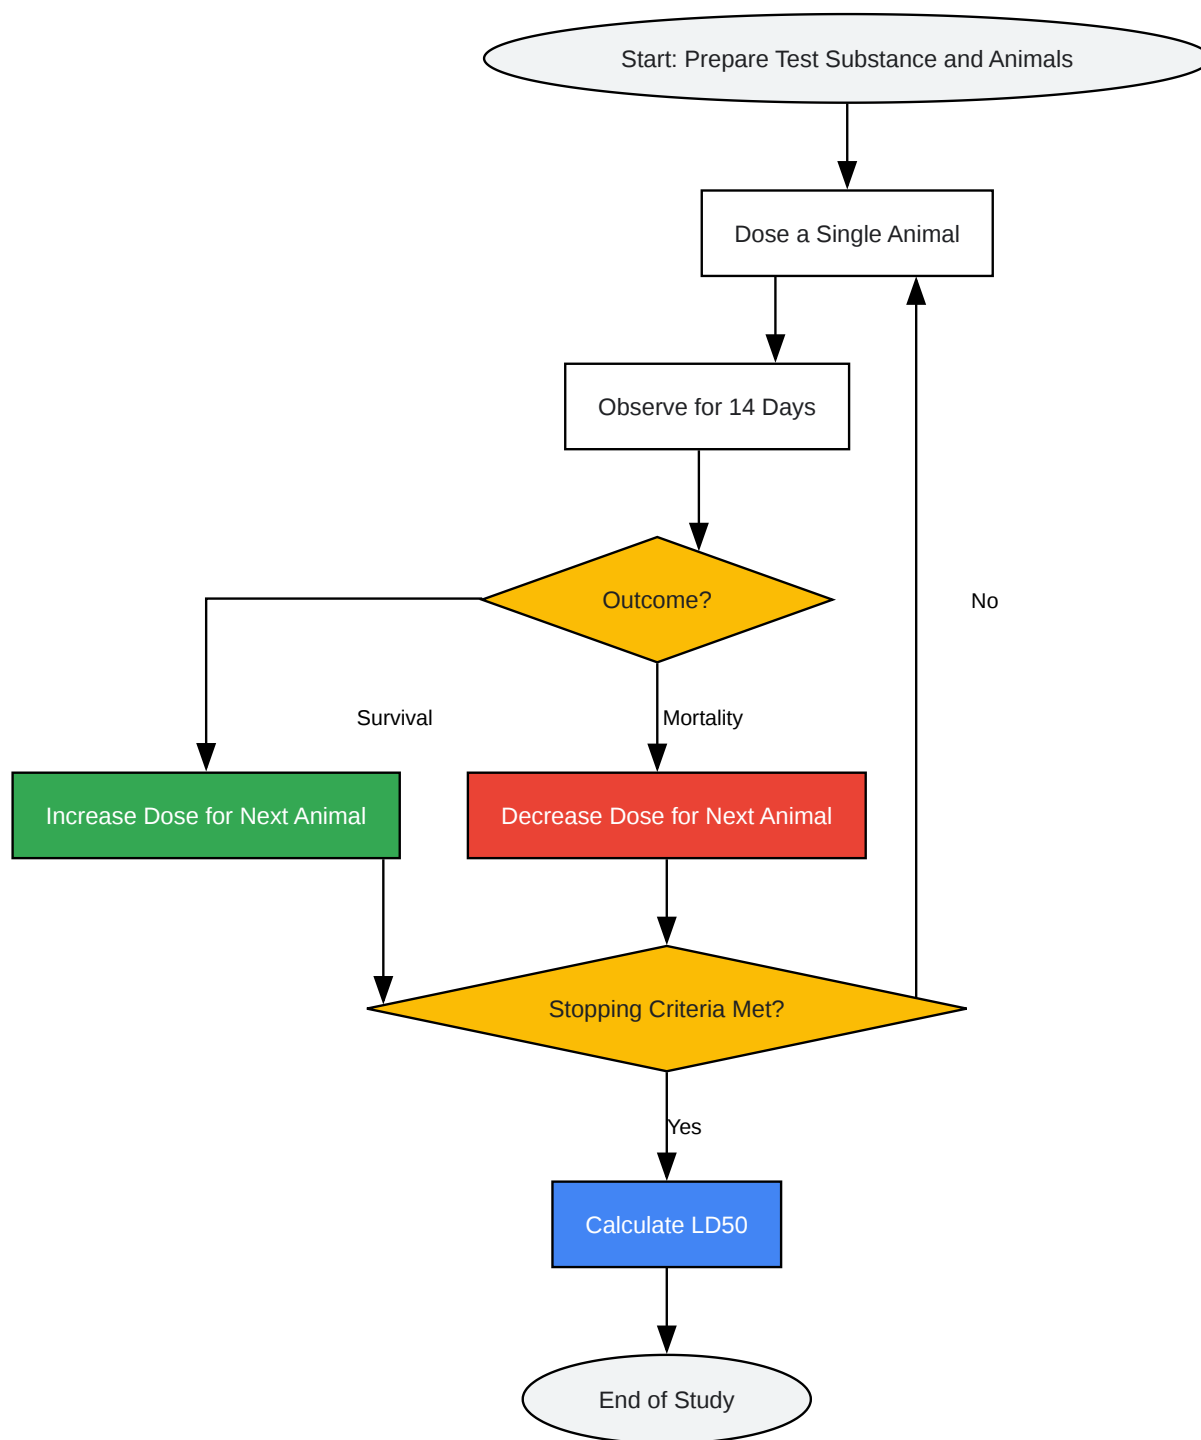 Start: Prepare Test Substance and Animals
Dose a Single Animal
Observe for 14 Days
Outcome?
No
Survival
Mortality
Increase Dose for Next Animal
Decrease Dose for Next Animal
Stopping Criteria Met?
Yes
Calculate LD50
End of Study